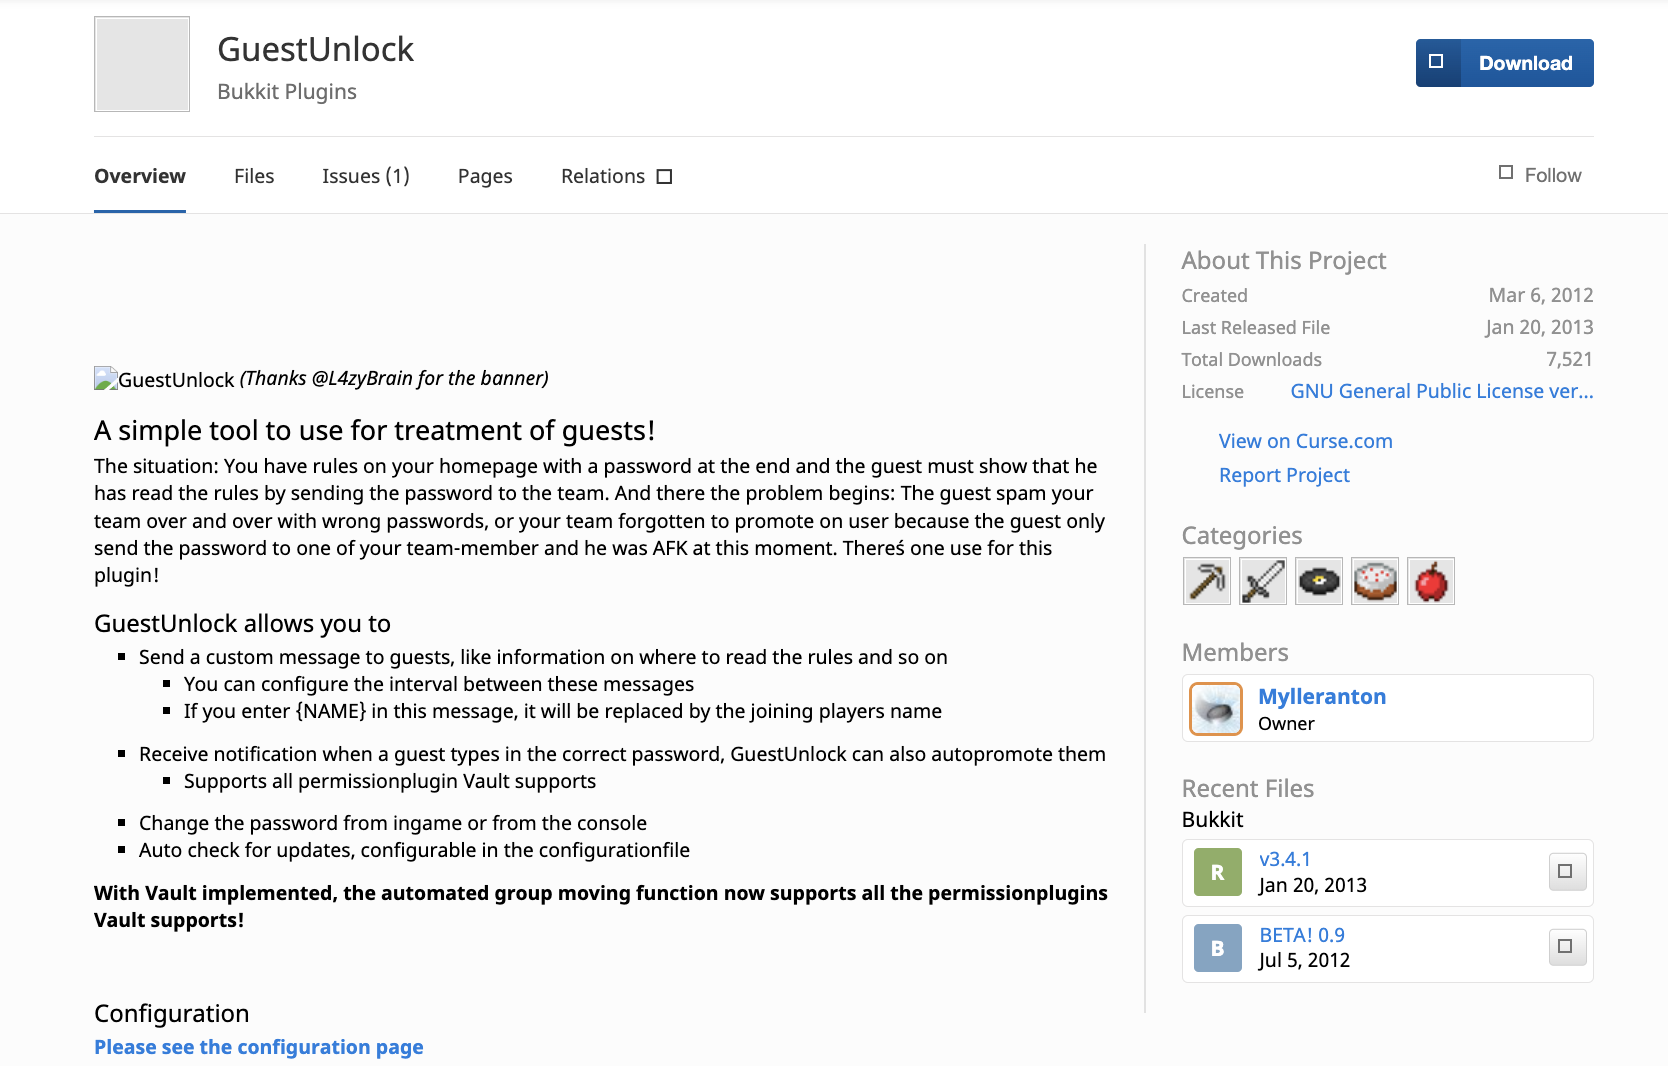 GuestUnlock
Bukkit Plugins
Download
Overview
Files
Issues (1)
Pages
Relations
Follow
GuestUnlock (Thanks @L4zyBrain for the banner)
A simple tool to use for treatment of guests!
The situation: You have rules on your homepage with a password at the end and the guest must show that he
has read the rules by sending the password to the team. And there the problem begins: The guest spam your
team over and over with wrong passwords, or your team forgotten to promote on user because the guest only
send the password to one of your team-member and he was AFK at this moment. Thereś one use for this
plugin!
GuestUnlock allows you to
Send a custom message to guests, like information on where to read the rules and so on
You can configure the interval between these messages
If you enter {NAME} in this message, it will be replaced by the joining players name
Receive notification when a guest types in the correct password, GuestUnlock can also autopromote them
Supports all permissionplugin Vault supports
Change the password from ingame or from the console
Auto check for updates, configurable in the configurationfile
With Vault implemented, the automated group moving function now supports all the permissionplugins
Vault supports!
Configuration
Please see the configuration page
About This Project
Created Mar 6, 2012
Last Released File Jan 20, 2013
Total Downloads 7,521
License GNU General Public License ver...
View on Curse.com
Report Project
Categories
Members
Mylleranton
Owner
Recent Files
Bukkit
R
v3.4.1
Jan 20, 2013
B
BETA! 0.9
Jul 5, 2012